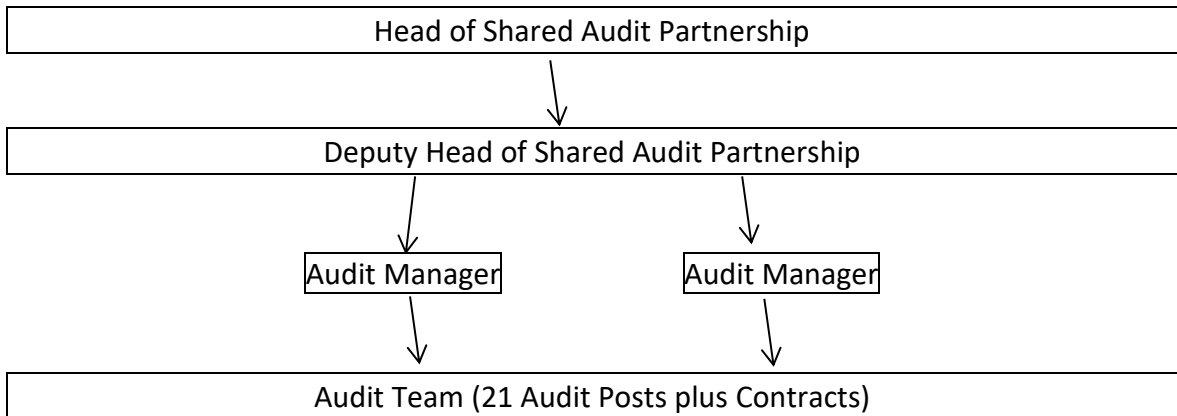 Head of Shared Audit Partnership
Deputy Head of Shared Audit Partnership
Audit Manager
Audit Manager
Audit Team (21 Audit Posts plus Contracts)